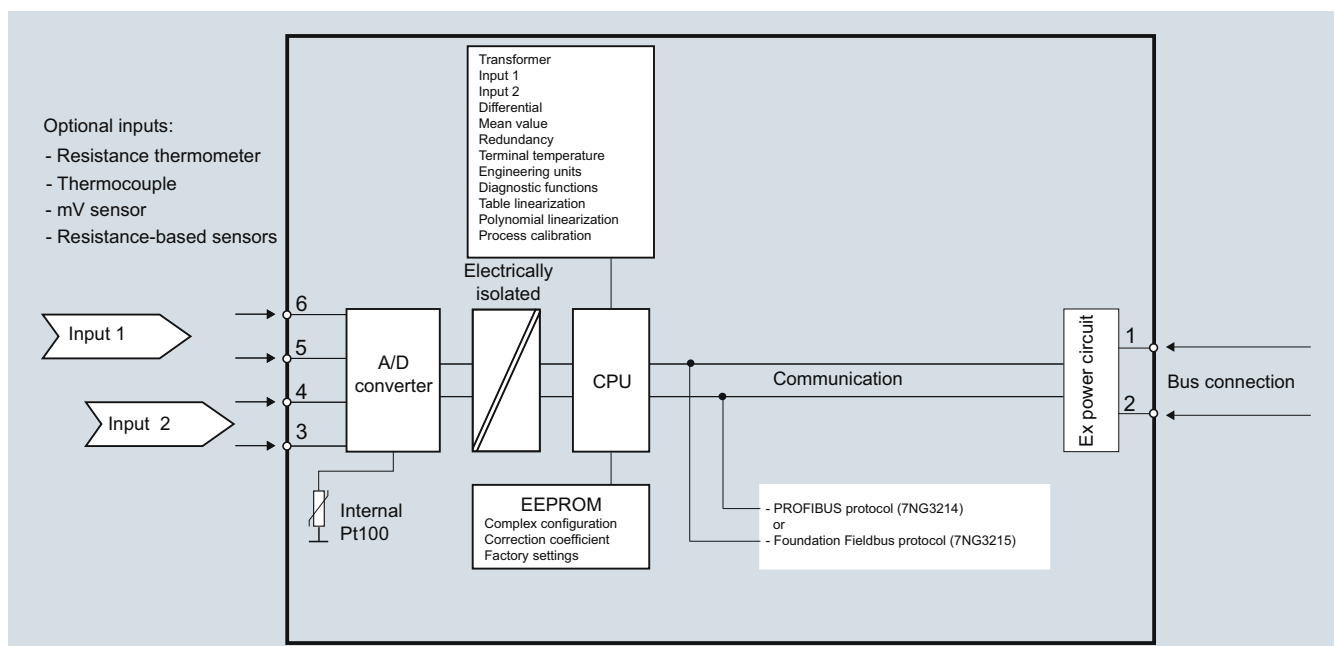 Transformer
Input 1
Input 2
Differential
Mean value
Redundancy
Terminal temperature
Engineering units
Diagnostic functions
Table linearization
Polynomial linearization
Process calibration
Optional inputs:
- Resistance thermometer
- Thermocouple
- mV sensor
- Resistance-based sensors
Electrically
isolated
Input 1
Input 2
6
5
4
3
A/D
converter
CPU
Communication
Ex power circuit
1
2
Bus connection
Internal
Pt100
EEPROM
Complex configuration
Correction coefficient
Factory settings
- PROFIBUS protocol (7NG3214)
or
- Foundation Fieldbus protocol (7NG3215)